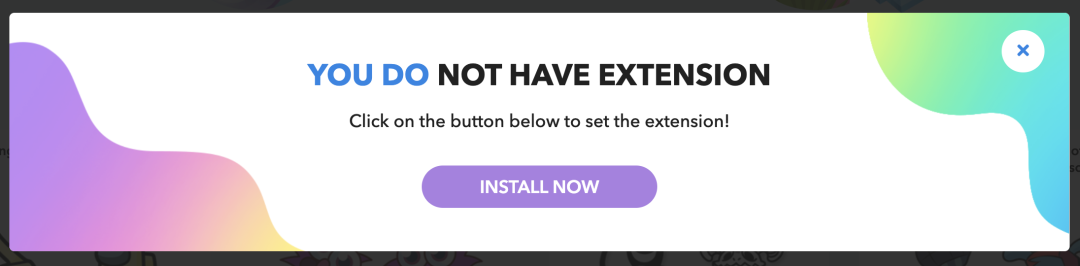 YOU DO NOT HAVE EXTENSION
Click on the button below to set the extension!
INSTALL NOW